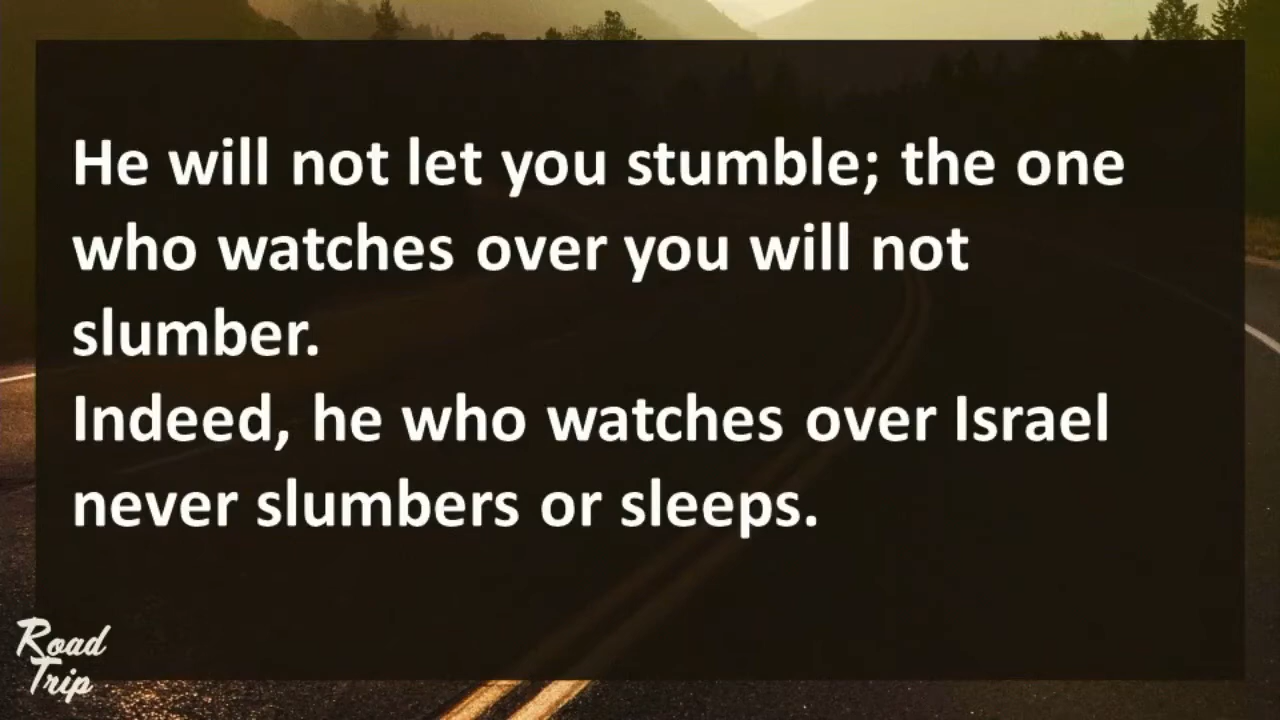 He will not let you stumble; the one
who watches over you will not
slumber.
Indeed, he who watches over Israel
never slumbers or sleeps.
Road
Trip